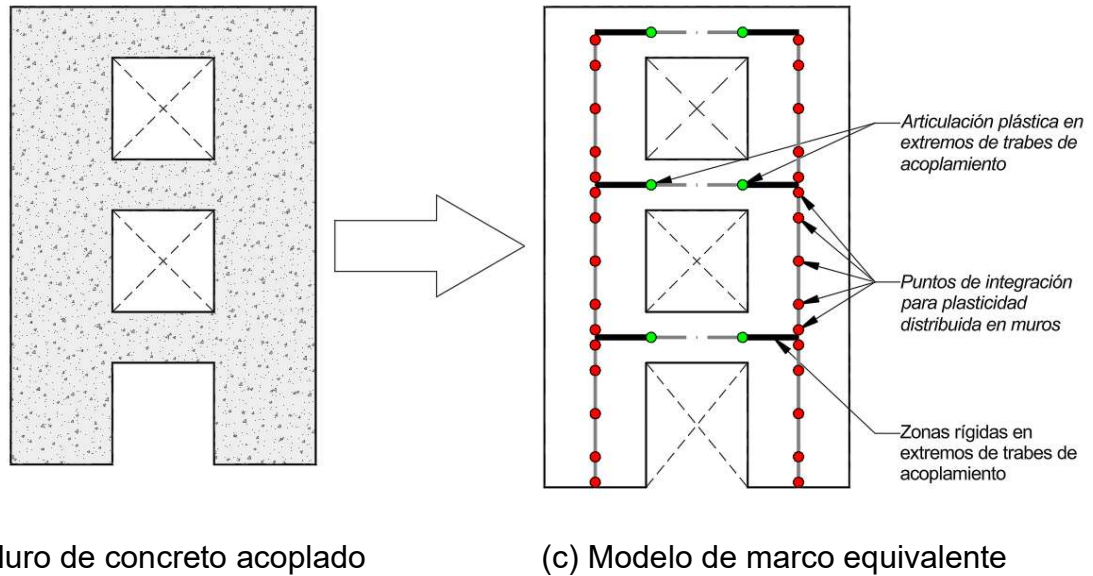 Articulación plástica en
extremos de trabes de
acoplamiento
Puntos de integración
para plasticidad
distribuida en muros
Zonas rígidas en
extremos de trabes de
acoplamiento
de concreto acoplado
(c) Modelo de marco equivalente